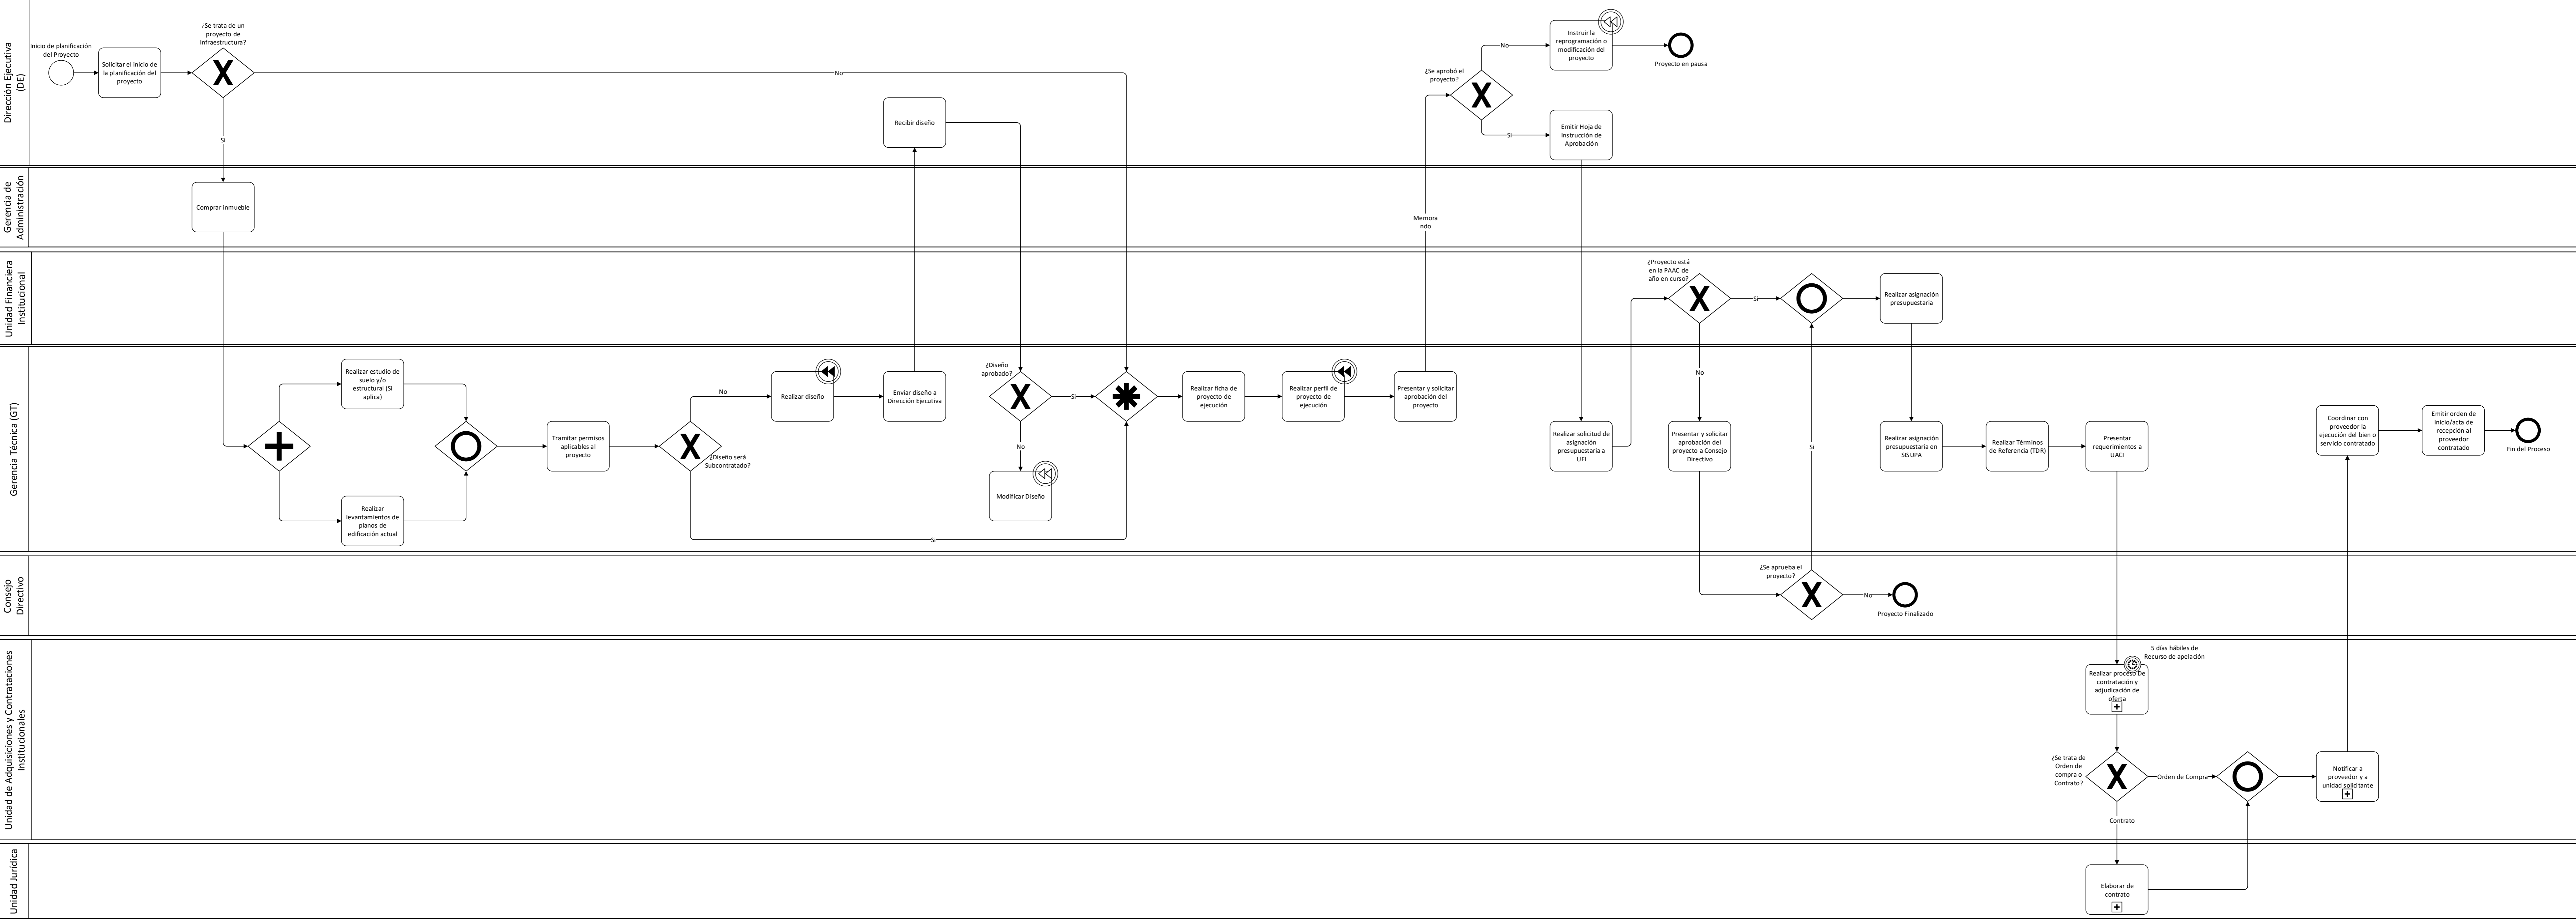 Dirección Ejecutiva
(DE)
Inicio de planificación
del Proyecto
Solicitar el inicio de
la planificación del
proyecto
¿Se trata de un
proyecto de
Infraestructura?
No
Si
Recibir diseño
¿Se aprobó el
proyecto?
No
Instruir la
reprogramación o
modificación del
proyecto
Proyecto en pausa
Si
Emitir Hoja de
Instrucción de
Aprobación
Gerencia de
Administración
Comprar inmueble
Memora
ndo
Unidad Financiera
Institucional
¿Proyecto está
en la PAAC de
año en curso?
Si
Realizar asignación
presupuestaria
Gerencia Técnica (GT)
Realizar estudio de
suelo y/o
estructural (Si
aplica)
Realizar
levantamientos de
planos de
edificación actual
Tramitar permisos
aplicables al
proyecto
¿Diseño será
Subcontratado?
No
Si
Realizar diseño
Enviar diseño a
Dirección Ejecutiva
¿Diseño
aprobado?
Si
No
Modificar Diseño
Realizar ficha de
proyecto de
ejecución
Realizar perfil de
proyecto de
ejecución
Presentar y solicitar
aprobación del
proyecto
Realizar solicitud de
asignación
presupuestaria a
UFI
No
Presentar y solicitar
aprobación del
proyecto a Consejo
Directivo
Si
Realizar asignación
presupuestaria en
SISUPA
Realizar Términos
de Referencia (TDR)
Presentar
requerimientos a
UACI
Coordinar con
proveedor la
ejecución del bien o
servicio contratado
Emitir orden de
inicio/acta de
recepción al
proveedor
contratado
Fin del Proceso
Consejo
Directivo
¿Se aprueba el
proyecto?
No
Proyecto Finalizado
Unidad de Adquisiciones y Contrataciones
Institucionales
5 días hábiles de
Recurso de apelación
Realizar proceso De
contratación y
adjudicación de
oferta
¿Se trata de
Orden de
compra o
Contrato?
Orden de Compra
Contrato
Notificar a
proveedor y a
unidad solicitante
Unidad Jurídica
Elaborar de
contrato